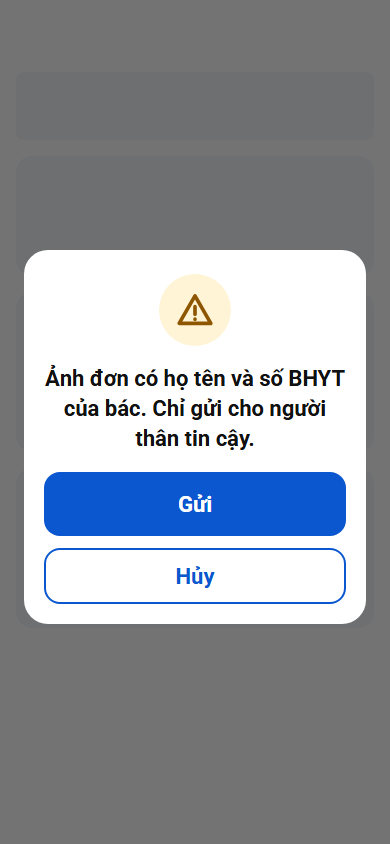 Ảnh đơn có họ tên và số BHYT
của bác. Chỉ gửi cho người
thân tin cậy.
Gửi
Hủy